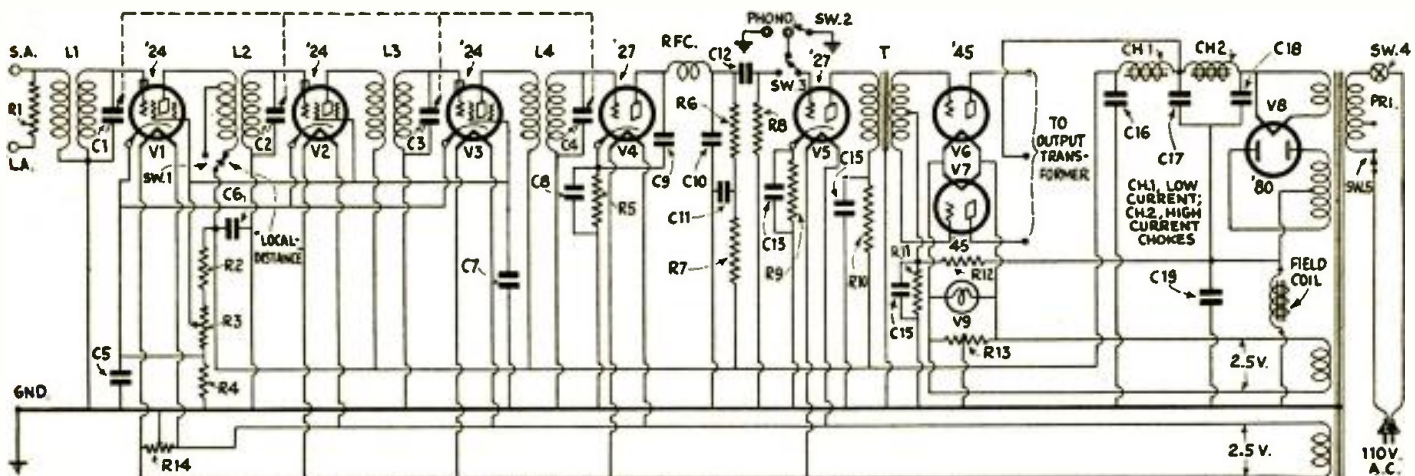 S.A.
L1
'24
L2
'24
L3
'24
L4
'27
RFC.
C12
PHONO.
SW.2
SW.3
'27
T
'45
CH 1
CH2
C18
SW.4
R1
L.A.
C1
V1
C2
V2
C3
V3
C4
V4
C9
C10
R6
R8
V5
C15
V6
V7
45
TO
OUTPUT
TRANS-
FORMER
C16
C17
V8
'80
PRI.
SW.5
SW.1
C6
LOCAL-
DISTANCE
C8
R5
C11
C13
R7
R9
R10
R11
R12
CH.1, LOW
CURRENT;
CH.2, HIGH
CURRENT
CHOKES
R2
R3
C7
C15
V9
C19
FIELD
COIL
C5
R4
R13
2.5 V.
GND.
R14
2.5 V.
110 V.
A.C.